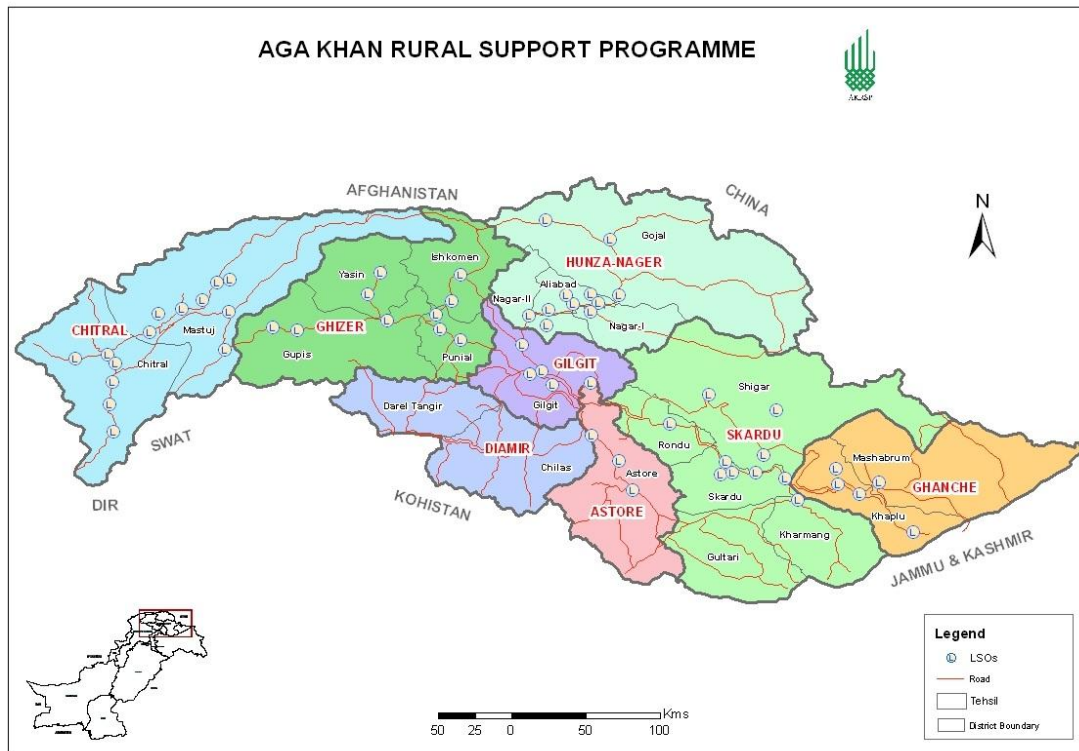 AGA KHAN RURAL SUPPORT PROGRAMME
AKRSP
AFGHANISTAN
CHINA
N
Gojal
Ishkomen
HUNZA-NAGER
Yasin
Aliabad
Nagar-II
CHITRAL
Mastuj
GHIZER
Nagar-I
Chitral
Gupis
Punial
GILGIT
Shigar
Darel Tangir
Gilgit
SWAT
DIAMIR
Rondu
SKARDU
Mashabrum
Chilas
Astore
GHANCHE
DIR
KOHISTAN
Skardu
ASTORE
Khaplu
Kharmang
Gultari
JAMMU & KASHMIR
Legend
L LSOs
Road
Tehsil
District Boundary
Kms
50 25 0 50 100